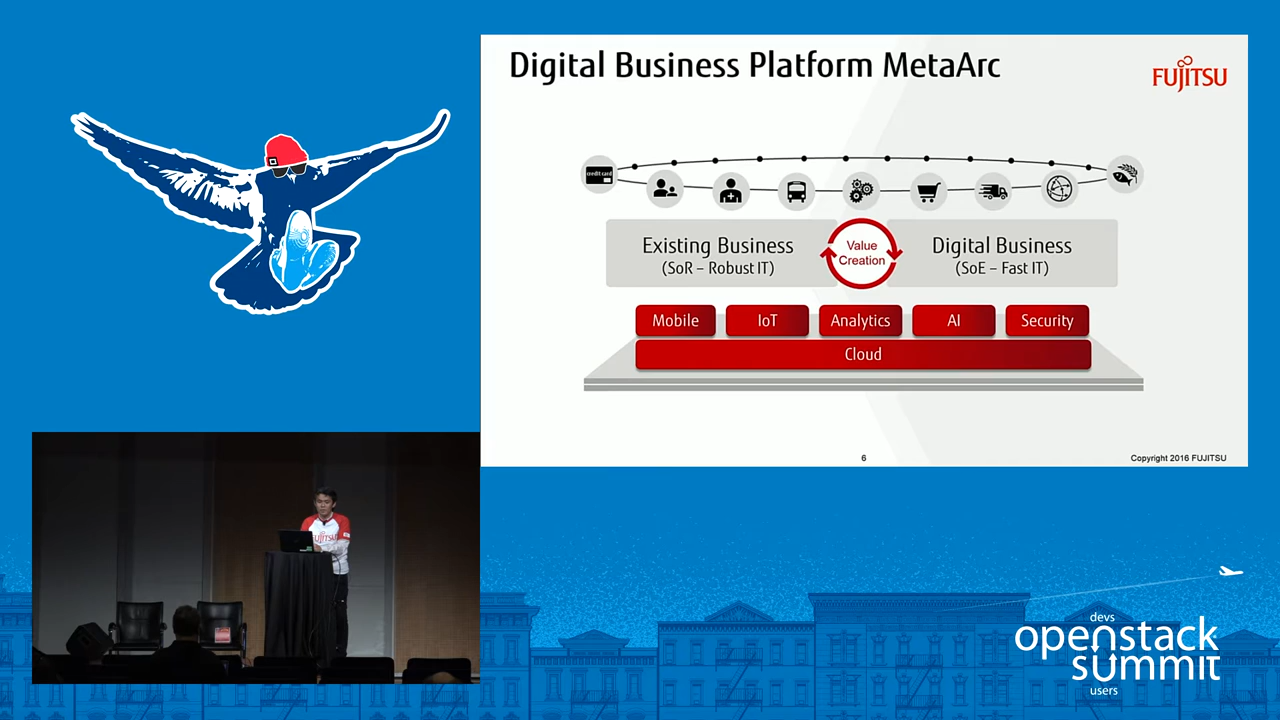 Digital Business Platform MetaArc
FUJITSU
credit card
Existing Business
(SoR – Robust IT)
Value
Creation
Digital Business
(SoE – Fast IT)
Mobile
IoT
Analytics
AI
Security
Cloud
6
Copyright 2016 FUJITSU
FUJITSU
devs
openstack
summit
users